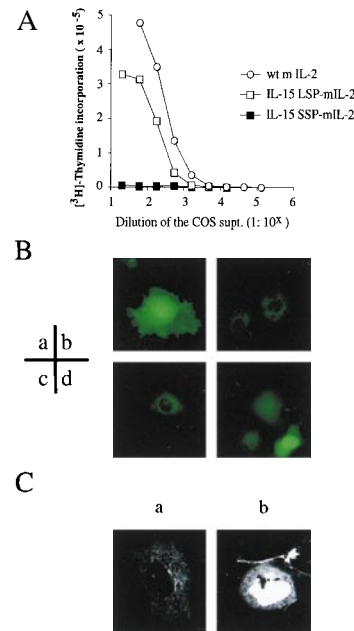 A
[³H]-Thymidine incorporation ( x 10⁻⁵)
5
4
3
2
1
0
wt m IL-2
IL-15 LSP-mIL-2
IL-15 SSP-mIL-2
1 2 3 4 5 6
Dilution of the COS supt. (1: 10ˣ)
B
a b
c d
C
a b